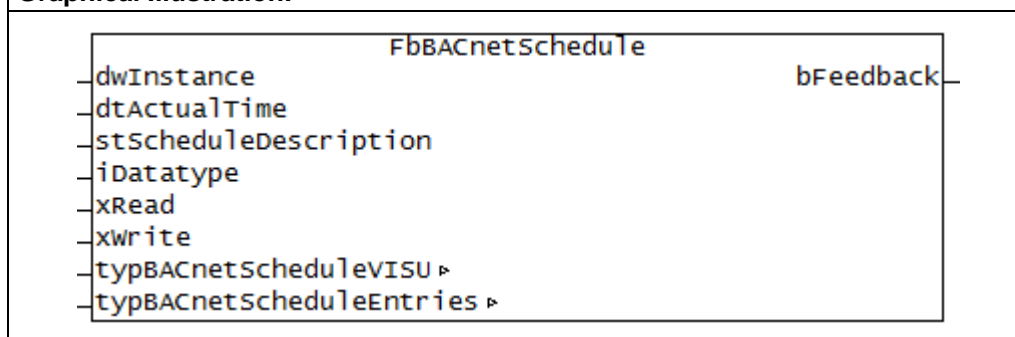 Graphical Illustration:
FbBACnetSchedule
dwInstance bFeedback
dtActualTime
stScheduleDescription
iDatatype
xRead
xWrite
typBACnetScheduleVISU▹
typBACnetScheduleEntries▹